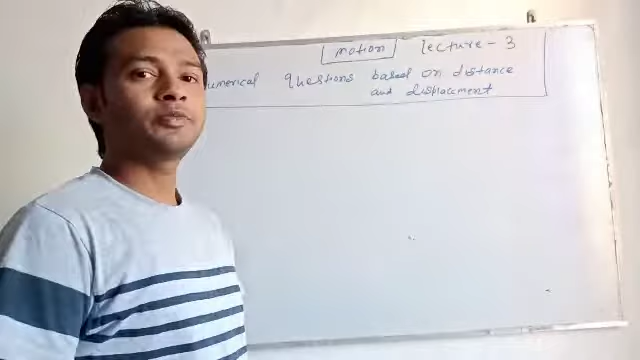 motion lecture - 3
umerical Questions based on distance
and displacement